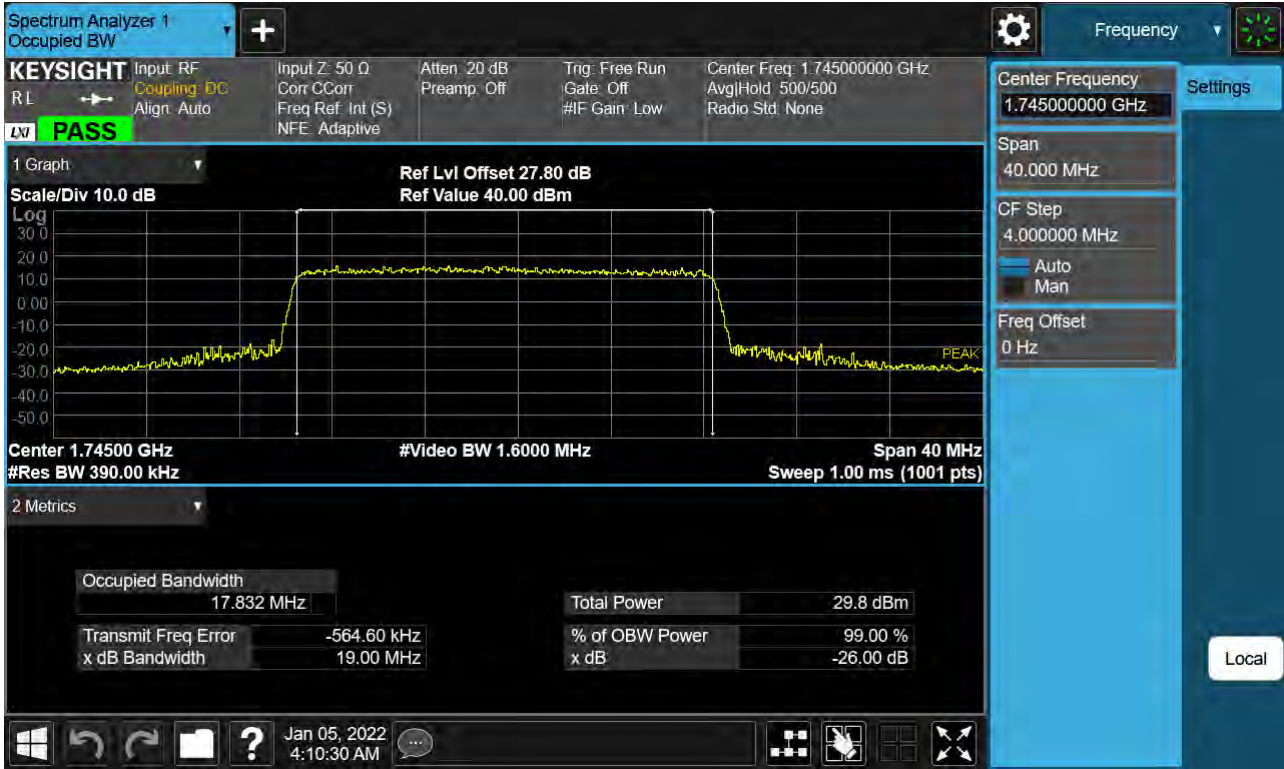 Spectrum Analyzer 1
Occupied BW
Frequency
KEYSIGHT
R L
LXI
PASS
Input: RF
Coupling: DC
Align: Auto
Input Z: 50 Ω
Corr CCorr
Freq Ref: Int (S)
NFE: Adaptive
Atten: 20 dB
Preamp: Off
Trig: Free Run
Gate: Off
#IF Gain: Low
Center Freq: 1.745000000 GHz
Avg|Hold: 500/500
Radio Std: None
Center Frequency
1.745000000 GHz
Settings
Span
40.000 MHz
CF Step
4.000000 MHz
Auto
Man
Freq Offset
0 Hz
Local
1 Graph
Scale/Div 10.0 dB
Ref Lvl Offset 27.80 dB
Ref Value 40.00 dBm
Log
30.0
20.0
10.0
0.00
-10.0
-20.0
-30.0
-40.0
-50.0
PEAK
Center 1.74500 GHz
#Video BW 1.6000 MHz
Span 40 MHz
#Res BW 390.00 kHz
Sweep 1.00 ms (1001 pts)
2 Metrics
Occupied Bandwidth
17.832 MHz
Total Power 29.8 dBm
Transmit Freq Error -564.60 kHz
% of OBW Power 99.00 %
x dB Bandwidth 19.00 MHz
x dB -26.00 dB
?
Jan 05, 2022
4:10:30 AM